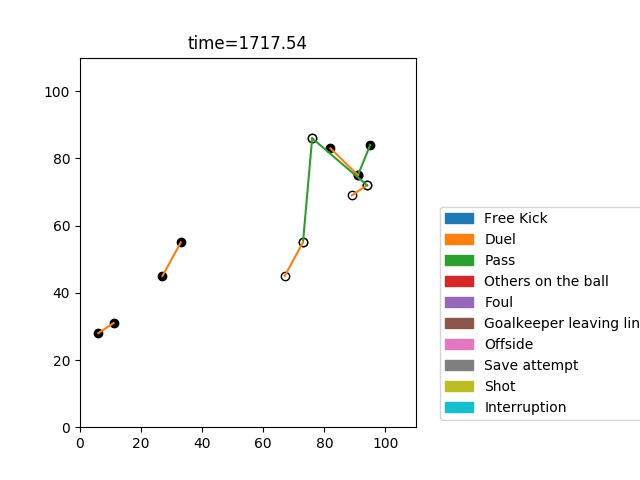 time=1717.54
100
80
60
40
20
0
0 20 40 60 80 100
Free Kick
Duel
Pass
Others on the ball
Foul
Goalkeeper leaving lin
Offside
Save attempt
Shot
Interruption